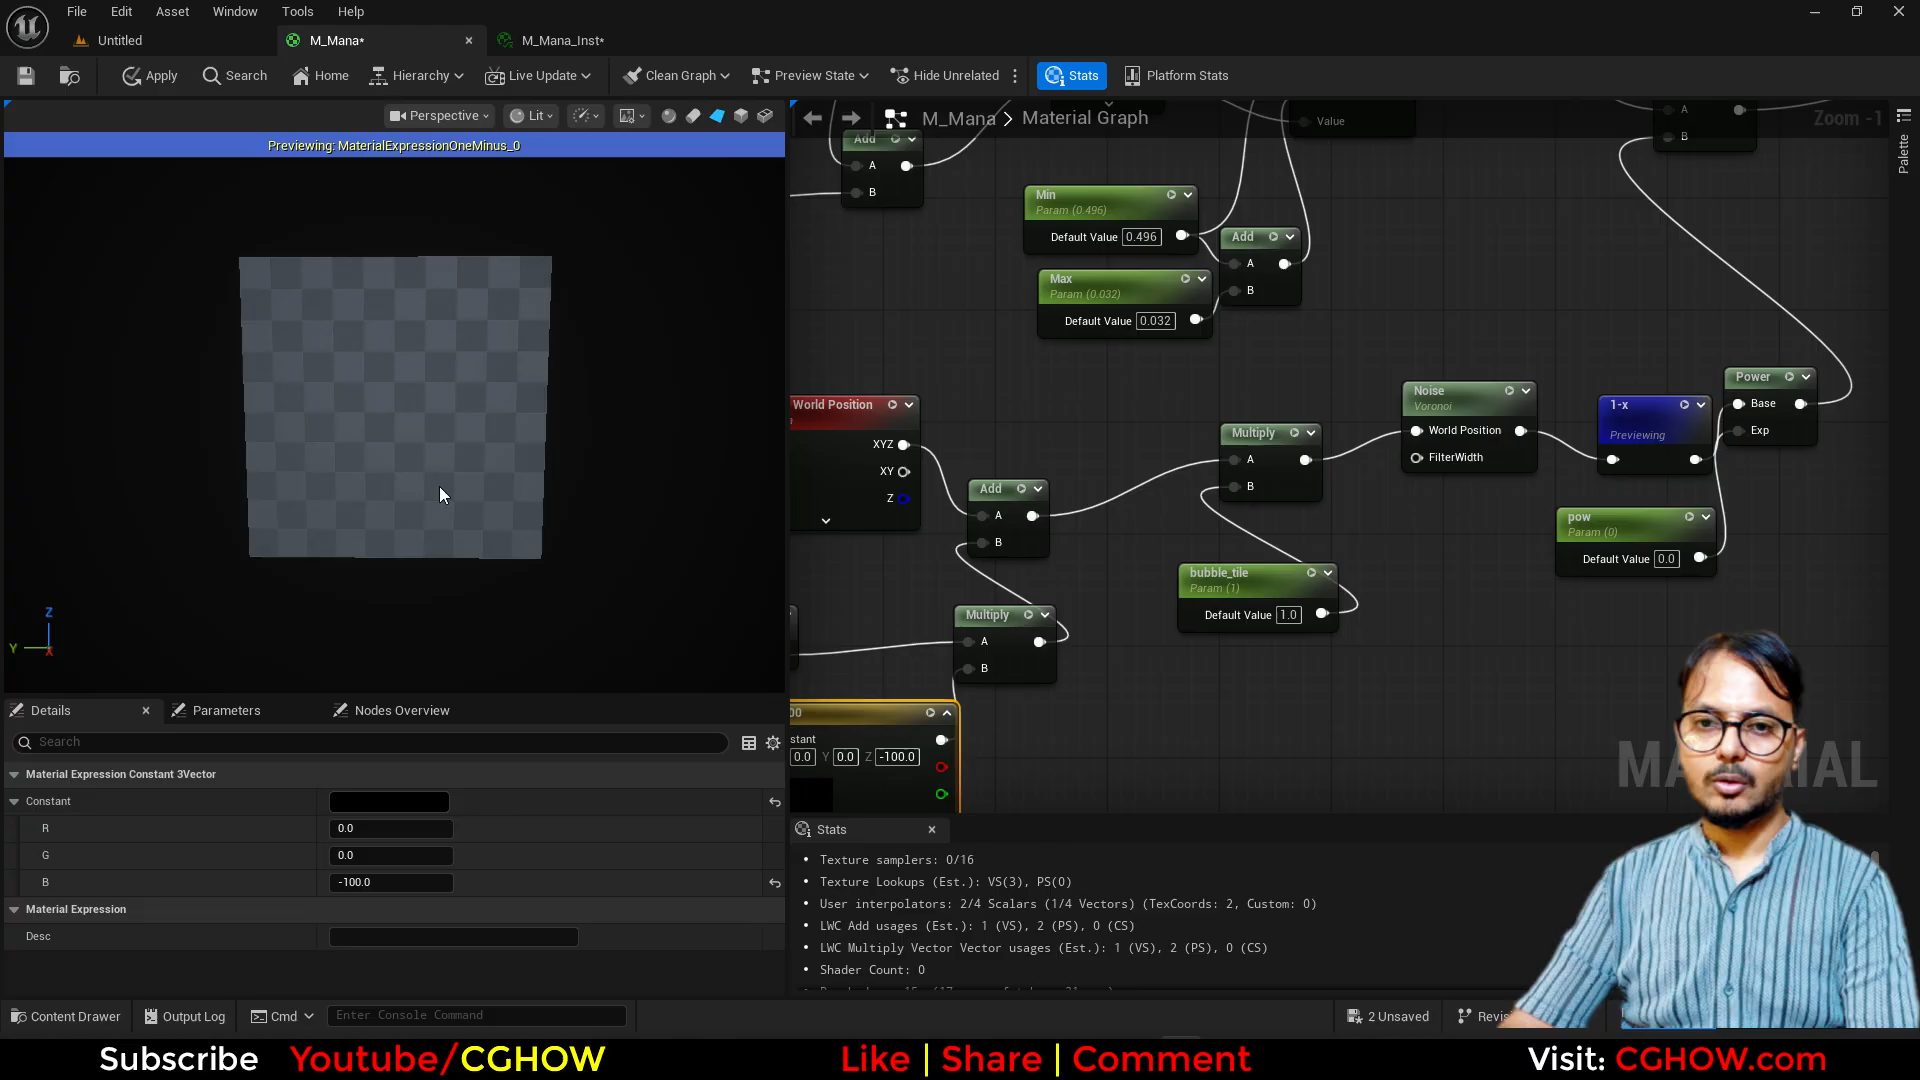 File Edit Asset Window Tools Help
Untitled M_Mana* M_Mana_Inst*
Apply Search Home Hierarchy Live Update Clean Graph Preview State Hide Unrelated Stats Platform Stats
Perspective Lit
Previewing: MaterialExpressionOneMinus_0
M_Mana > Material Graph Zoom -1
Palette
Add
A
B
Value
A
B
Min
Param (0.496)
Default Value 0.496
Add
A
B
Max
Param (0.032)
Default Value 0.032
World Position
XYZ
XY
Z
Add
A
B
Multiply
A
B
Noise
Voronoi
World Position
FilterWidth
1-x
Previewing
Power
Base
Exp
pow
Param (0)
Default Value 0.0
bubble_tile
Param (1)
Default Value 1.0
Multiply
A
B
00
stant
0.0 Y 0.0 Z -100.0
Z
Y
X
Details Parameters Nodes Overview
Search
Material Expression Constant 3Vector
Constant
R 0.0
G 0.0
B -100.0
Material Expression
Desc
Stats
• Texture samplers: 0/16
• Texture Lookups (Est.): VS(3), PS(0)
• User interpolators: 2/4 Scalars (1/4 Vectors) (TexCoords: 2, Custom: 0)
• LWC Add usages (Est.): 1 (VS), 2 (PS), 0 (CS)
• LWC Multiply Vector Vector usages (Est.): 1 (VS), 2 (PS), 0 (CS)
• Shader Count: 0
Content Drawer Output Log Cmd Enter Console Command 2 Unsaved
Subscribe Youtube/CGHOW Like | Share | Comment Visit: CGHOW.com